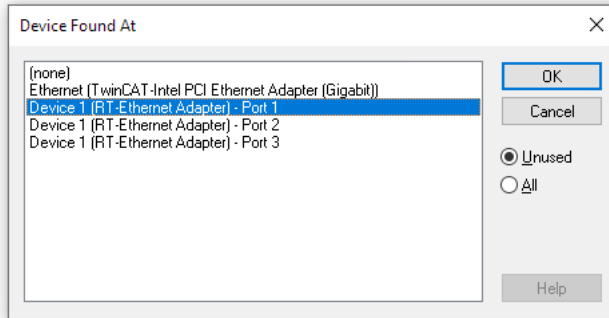 Device Found At
(none)
Ethernet (TwinCAT-Intel PCI Ethernet Adapter (Gigabit))
Device 1 (RT-Ethernet Adapter) - Port 1
Device 1 (RT-Ethernet Adapter) - Port 2
Device 1 (RT-Ethernet Adapter) - Port 3
OK
Cancel
Unused
All
Help